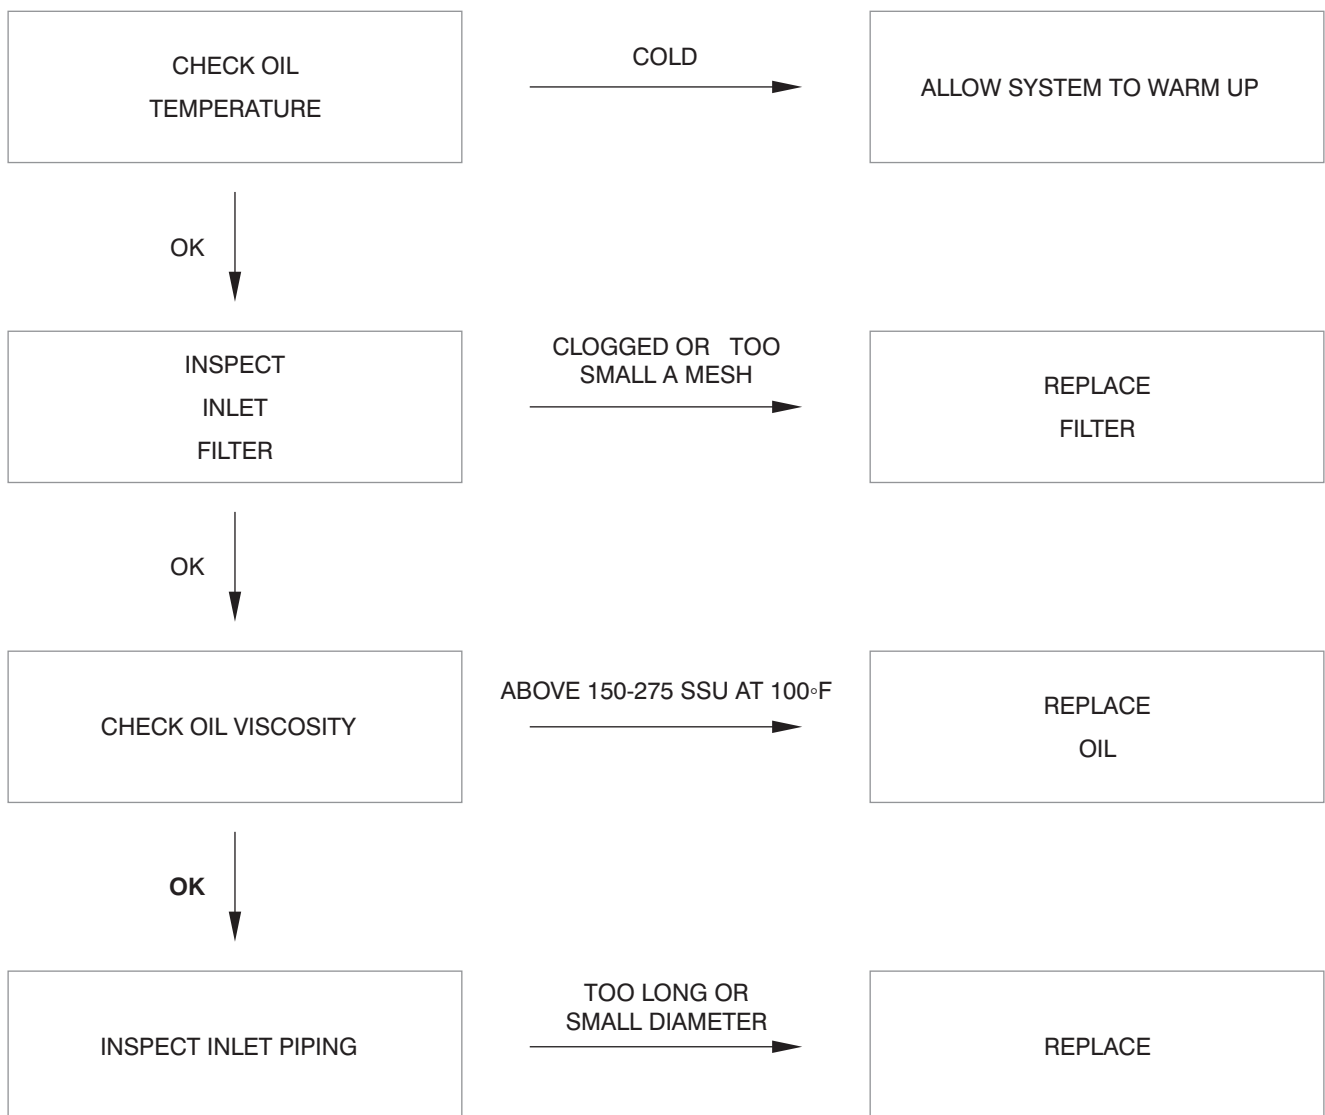 CHECK OIL
TEMPERATURE
COLD
ALLOW SYSTEM TO WARM UP
OK
INSPECT
INLET
FILTER
CLOGGED OR TOO
SMALL A MESH
REPLACE
FILTER
OK
CHECK OIL VISCOSITY
ABOVE 150-275 SSU AT 100°F
REPLACE
OIL
OK
INSPECT INLET PIPING
TOO LONG OR
SMALL DIAMETER
REPLACE